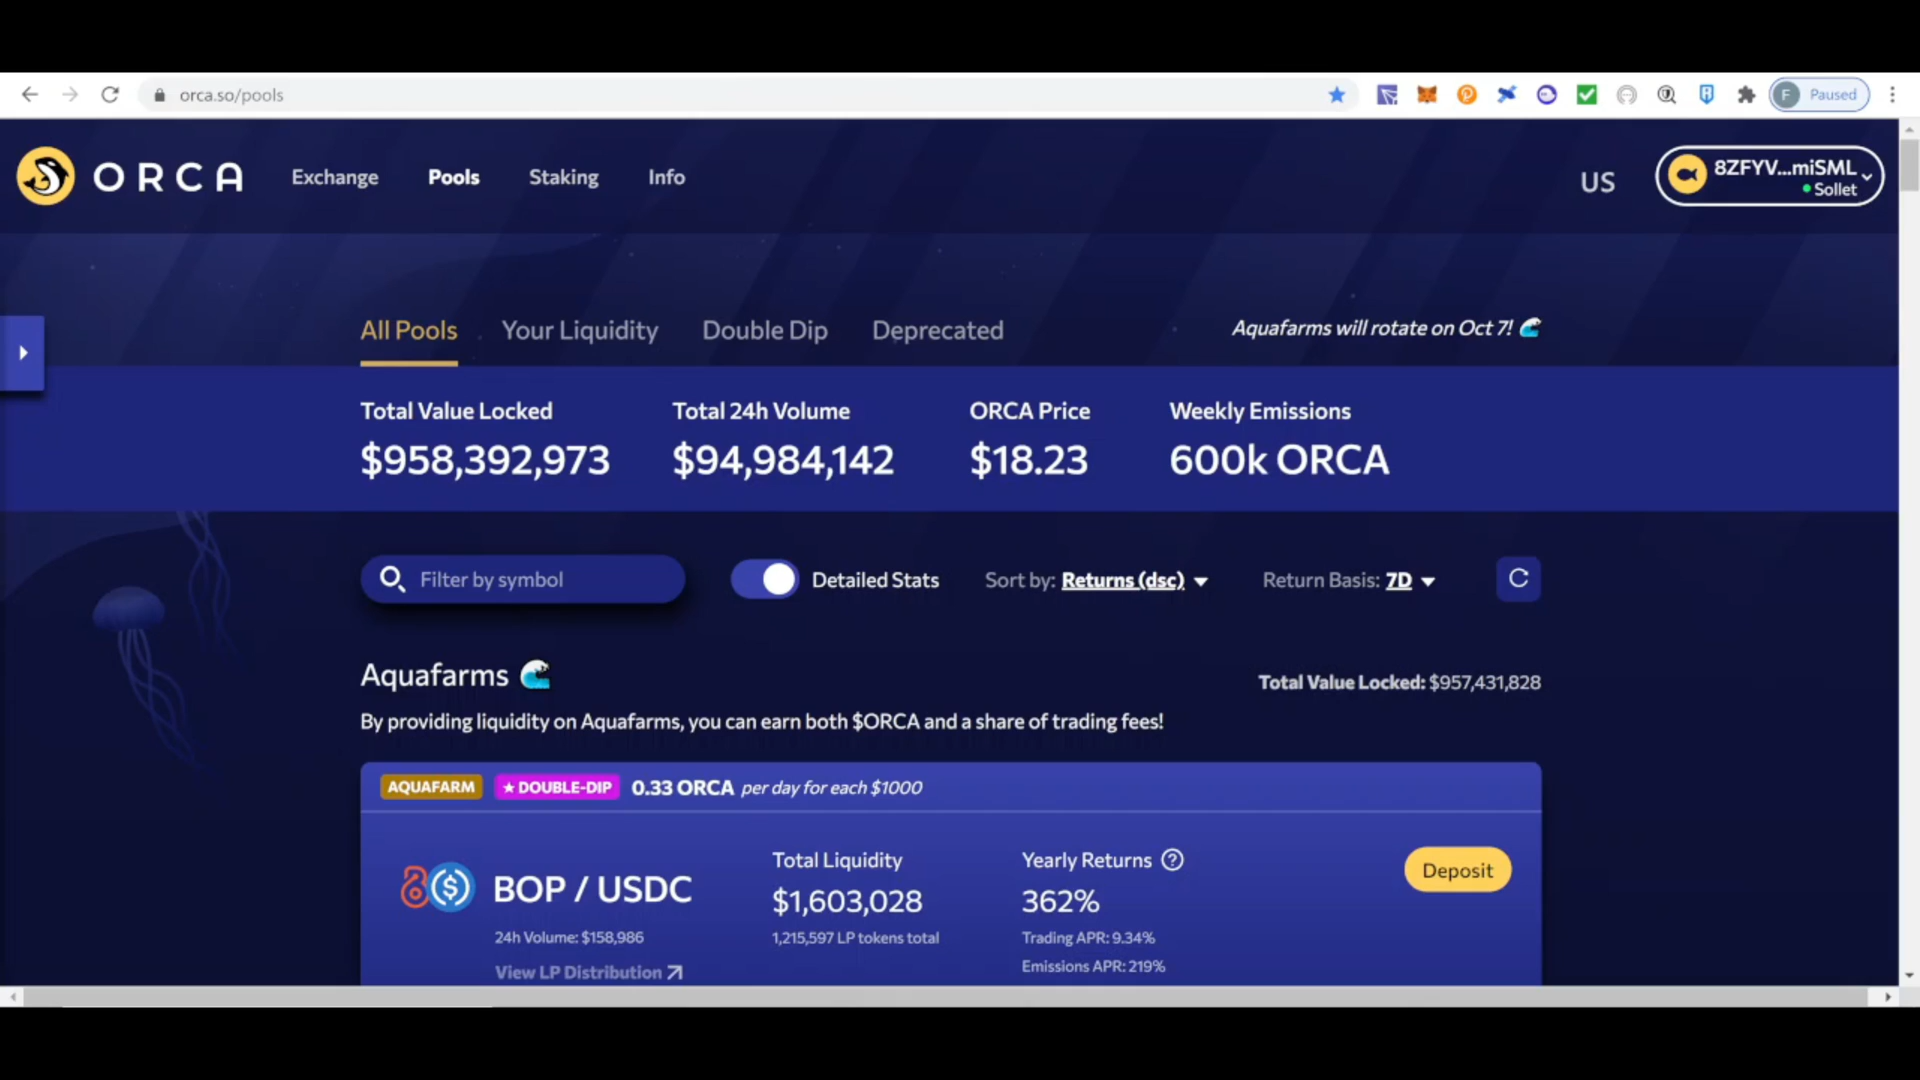 orca.so/pools
F Paused
ORCA Exchange Pools Staking Info
US
8ZFYV...miSML
Sollet
All Pools Your Liquidity Double Dip Deprecated
Aquafarms will rotate on Oct 7! 🌊
Total Value Locked
$958,392,973
Total 24h Volume
$94,984,142
ORCA Price
$18.23
Weekly Emissions
600k ORCA
Filter by symbol
Detailed Stats
Sort by: Returns (dsc)
Return Basis: 7D
Aquafarms 🌊
Total Value Locked: $957,431,828
By providing liquidity on Aquafarms, you can earn both $ORCA and a share of trading fees!
AQUAFARM ★ DOUBLE-DIP 0.33 ORCA per day for each $1000
BOP / USDC
24h Volume: $158,986
View LP Distribution
Total Liquidity
$1,603,028
1,215,597 LP tokens total
Yearly Returns ?
362%
Trading APR: 9.34%
Emissions APR: 219%
Deposit